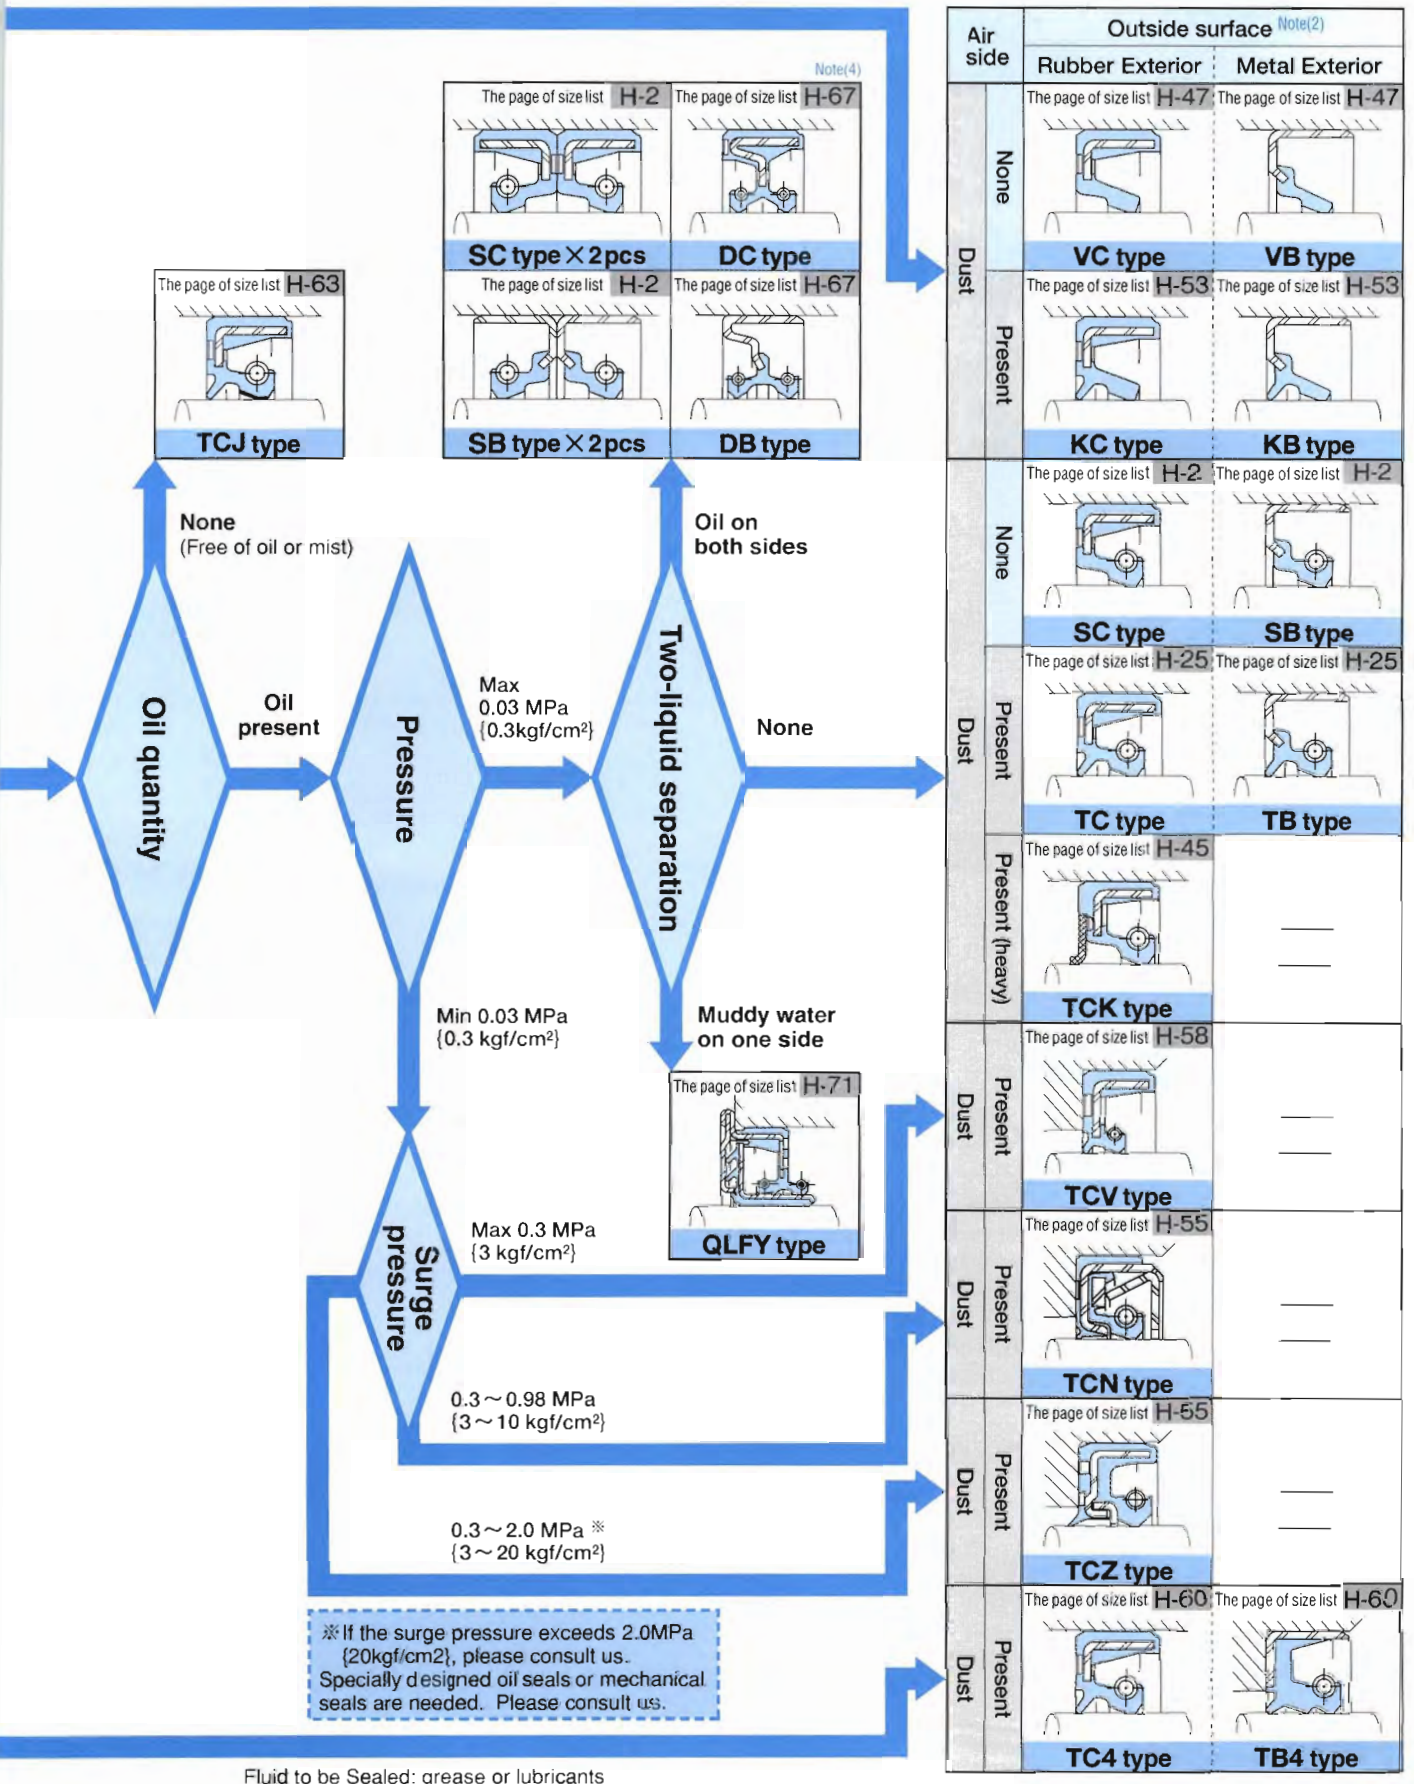 Air side
Outside surface Note(2)
Rubber Exterior
Metal Exterior
Note(4)
The page of size list H-2
The page of size list H-67
SC type×2pcs
DC type
The page of size list H-2
The page of size list H-67
SB type×2pcs
DB type
The page of size list H-63
TCJ type
None
(Free of oil or mist)
Oil on
both sides
Oil quantity
Oil
present
Pressure
Max
0.03 MPa
{0.3kgf/cm²}
Two-liquid separation
None
Min 0.03 MPa
{0.3 kgf/cm²}
Muddy water
on one side
The page of size list H-71
QLFY type
Surge
pressure
Max 0.3 MPa
{3 kgf/cm²}
0.3～0.98 MPa
{3～10 kgf/cm²}
0.3～2.0 MPa ※
{3～20 kgf/cm²}
※If the surge pressure exceeds 2.0MPa
{20kgf/cm2}, please consult us.
Specially designed oil seals or mechanical
seals are needed. Please consult us.
Fluid to be Sealed: grease or lubricants
Dust
None
The page of size list H-47
The page of size list H-47
VC type
VB type
Present
The page of size list H-53
The page of size list H-53
KC type
KB type
Dust
None
The page of size list H-2
The page of size list H-2
SC type
SB type
Present
The page of size list H-25
The page of size list H-25
TC type
TB type
Present (heavy)
The page of size list H-45
TCK type
Dust
Present
The page of size list H-58
TCV type
Dust
Present
The page of size list H-55
TCN type
Dust
Present
The page of size list H-55
TCZ type
Dust
Present
The page of size list H-60
The page of size list H-60
TC4 type
TB4 type